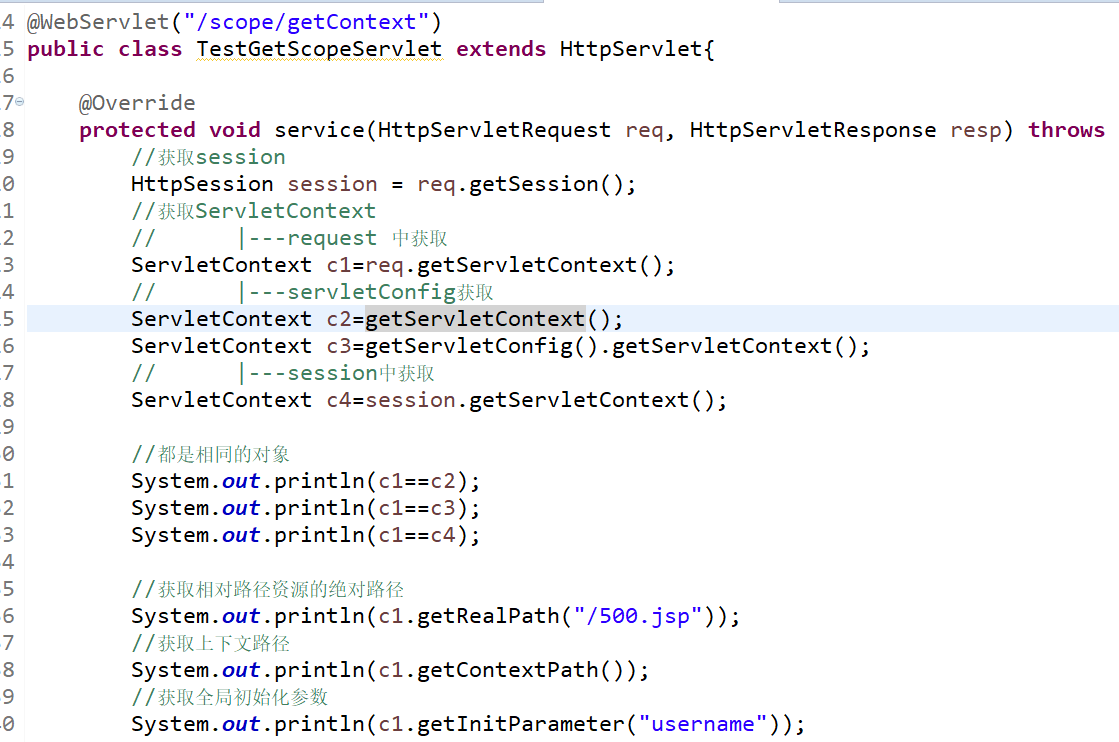 4 @WebServlet("/scope/getContext")
5 public class TestGetScopeServlet extends HttpServlet{
6
7 @Override
8 protected void service(HttpServletRequest req, HttpServletResponse resp) throws
9 //获取session
0 HttpSession session = req.getSession();
1 //获取ServletContext
2 // |---request 中获取
3 ServletContext c1=req.getServletContext();
4 // |---servletConfig获取
5 ServletContext c2=getServletContext();
6 ServletContext c3=getServletConfig().getServletContext();
7 // |---session中获取
8 ServletContext c4=session.getServletContext();
9
0 //都是相同的对象
1 System.out.println(c1==c2);
2 System.out.println(c1==c3);
3 System.out.println(c1==c4);
4
5 //获取相对路径资源的绝对路径
6 System.out.println(c1.getRealPath("/500.jsp"));
7 //获取上下文路径
8 System.out.println(c1.getContextPath());
9 //获取全局初始化参数
0 System.out.println(c1.getInitParameter("username"));